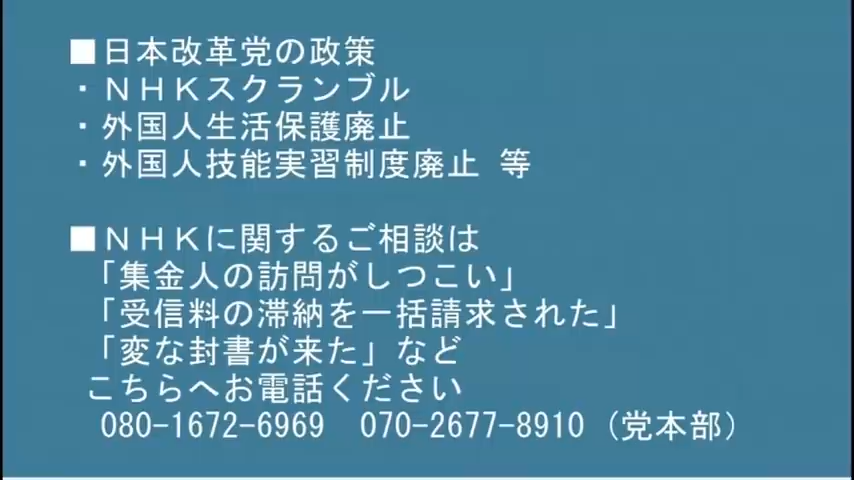 ■日本改革党の政策
・ＮＨＫスクランブル
・外国人生活保護廃止
・外国人技能実習制度廃止 等
■ＮＨＫに関するご相談は
「集金人の訪問がしつこい」
「受信料の滞納を一括請求された」
「変な封書が来た」など
こちらへお電話ください
080-1672-6969　070-2677-8910（党本部）